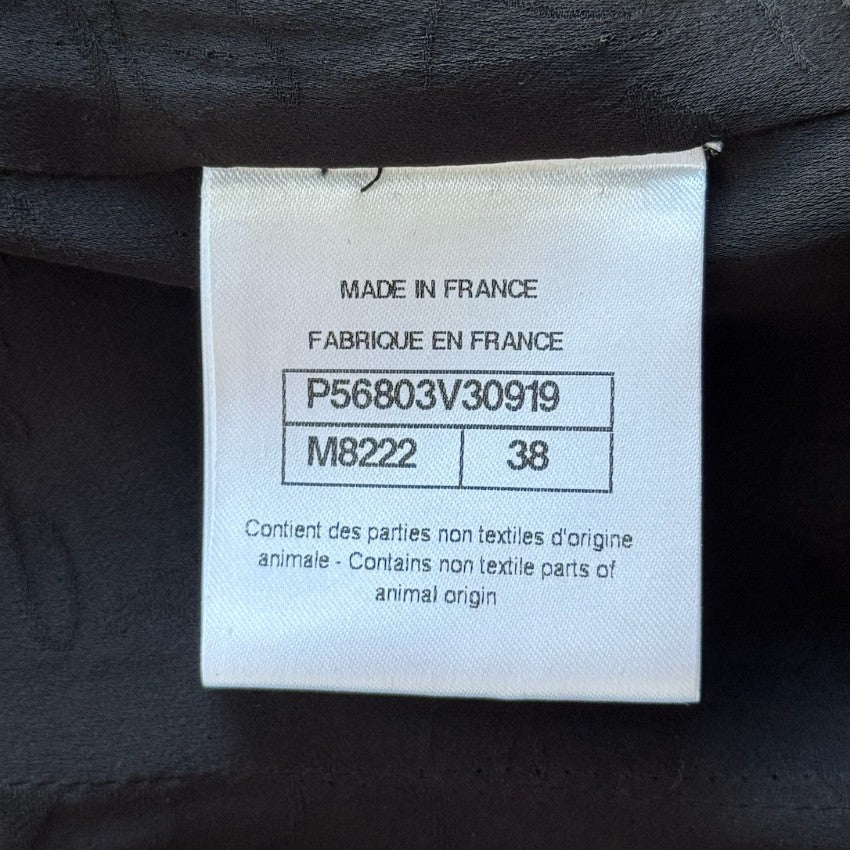 MADE IN FRANCE
FABRIQUE EN FRANCE
P56803V30919
M8222 38
Contient des parties non textiles d'origine
animale - Contains non textile parts of
animal origin